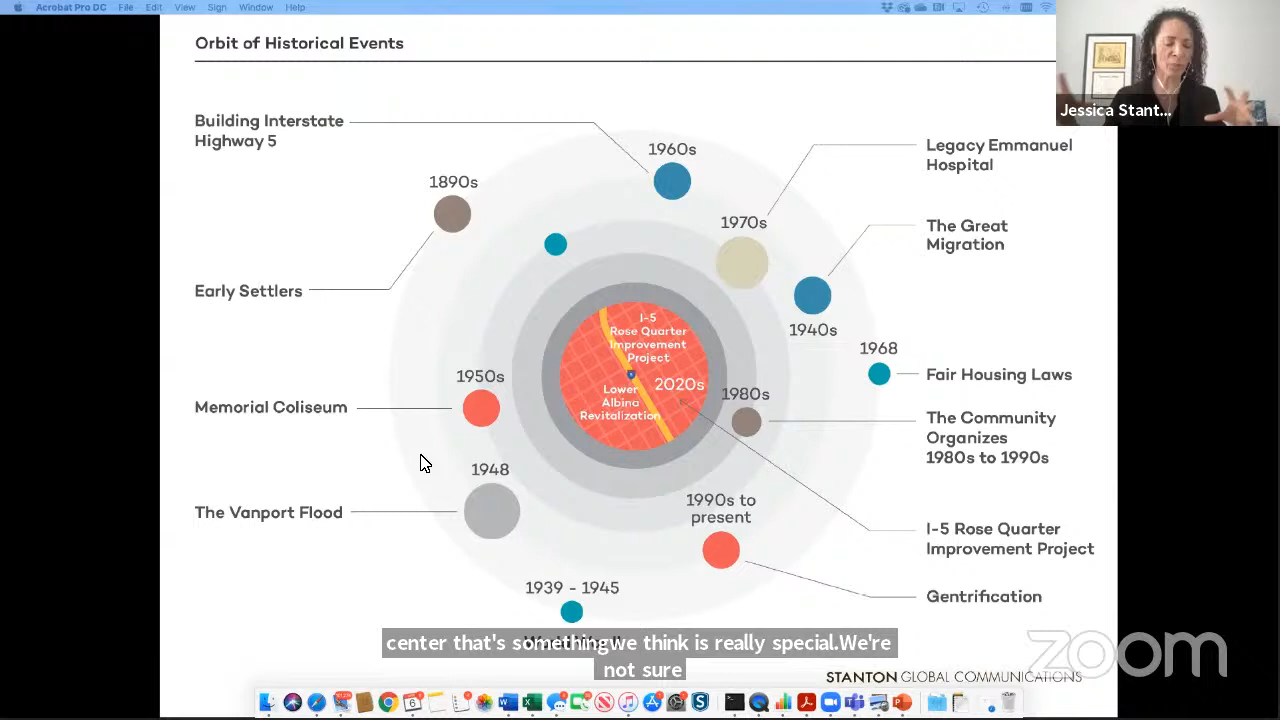 Acrobat Pro DC File Edit View Sign Window Help
Orbit of Historical Events
Jessica Stant...
Building Interstate
Highway 5
1960s
Legacy Emmanuel
Hospital
1890s
1970s
The Great
Migration
Early Settlers
1940s
I-5
Rose Quarter
Improvement
Project
1968
Fair Housing Laws
1950s
2020s
1980s
Lower
Albina
Revitalization
Memorial Coliseum
The Community
Organizes
1980s to 1990s
1948
1990s to
present
The Vanport Flood
I-5 Rose Quarter
Improvement Project
1939 - 1945
Gentrification
center that's somethingwe think is really special.We're
not sure
zoom
STANTON GLOBAL COMMUNICATIONS